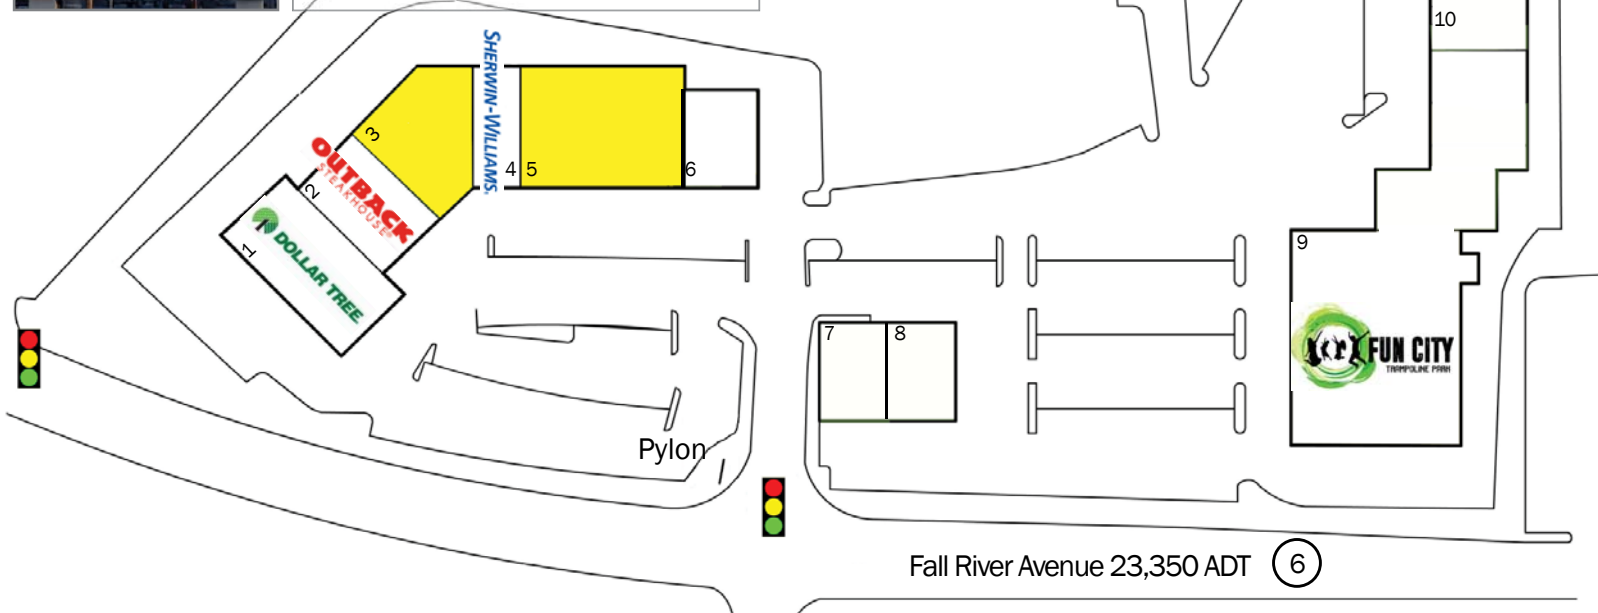 10
SHERWIN-WILLIAMS.
3
4
5
6
OUTBACK
STEAKHOUSE®
2
1
DOLLAR TREE
9
7
8
FUN CITY
TRAMPOLINE PARK
Pylon
Fall River Avenue 23,350 ADT
6